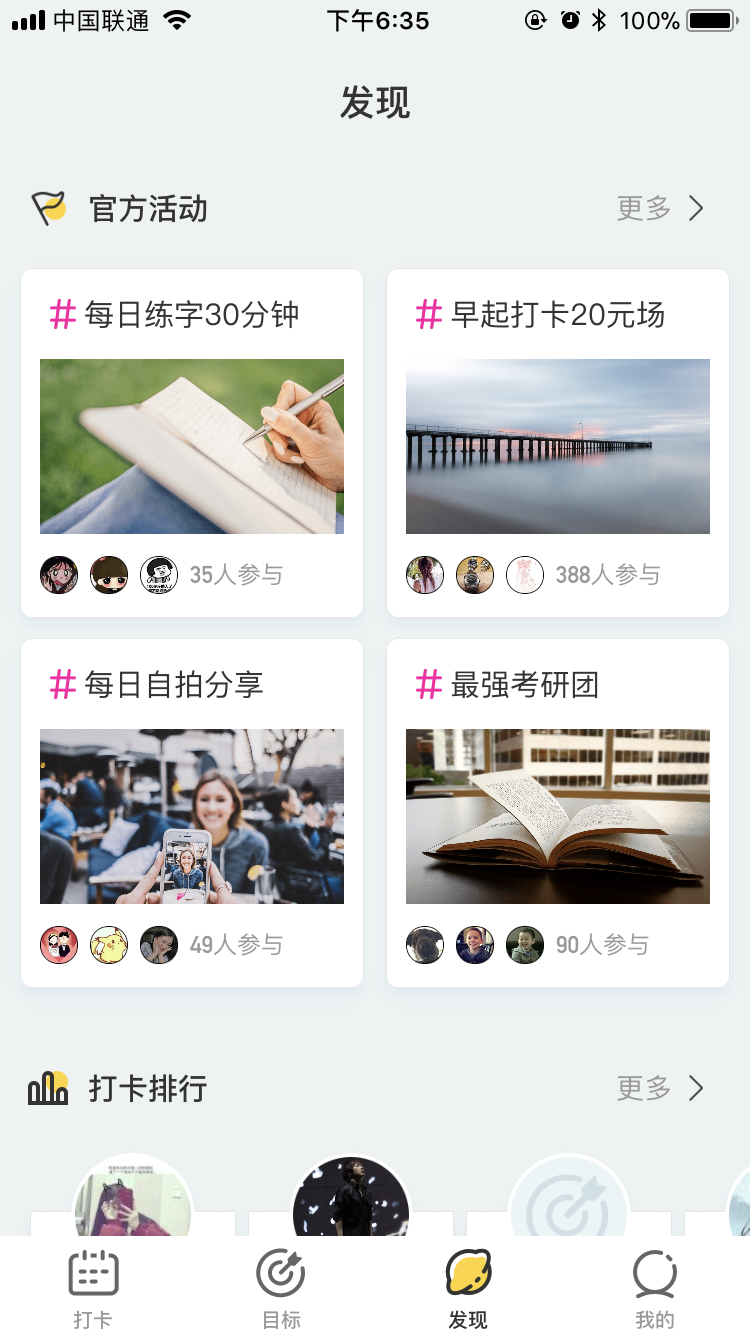 中国联通 下午6:35 100%
发现
官方活动 更多
#每日练字30分钟
#早起打卡20元场
35人参与
388人参与
#每日自拍分享
#最强考研团
49人参与
90人参与
打卡排行 更多
打卡 目标 发现 我的